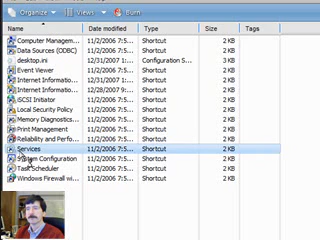 Organize Views Burn
Name Date modified Type Size Tags
Computer Managem... 11/2/2006 7:5... Shortcut 2 KB
Data Sources (ODBC) 11/2/2006 7:5... Shortcut 2 KB
desktop.ini 12/31/2007 1:... Configuration S... 3 KB
Event Viewer 11/2/2006 7:5... Shortcut 2 KB
Internet Informatio... 12/31/2007 1:... Shortcut 2 KB
Internet Informatio... 12/28/2007 9:... Shortcut 2 KB
iSCSI Initiator 11/2/2006 7:5... Shortcut 2 KB
Local Security Policy 11/2/2006 7:5... Shortcut 2 KB
Memory Diagnostics... 11/2/2006 7:5... Shortcut 2 KB
Print Management 11/2/2006 7:5... Shortcut 2 KB
Reliability and Perfo... 11/2/2006 7:5... Shortcut 2 KB
Services 11/2/2006 7:5... Shortcut 2 KB
System Configuration 11/2/2006 7:5... Shortcut 2 KB
Task Scheduler 11/2/2006 7:5... Shortcut 2 KB
Windows Firewall wi... 11/2/2006 7:5... Shortcut 2 KB